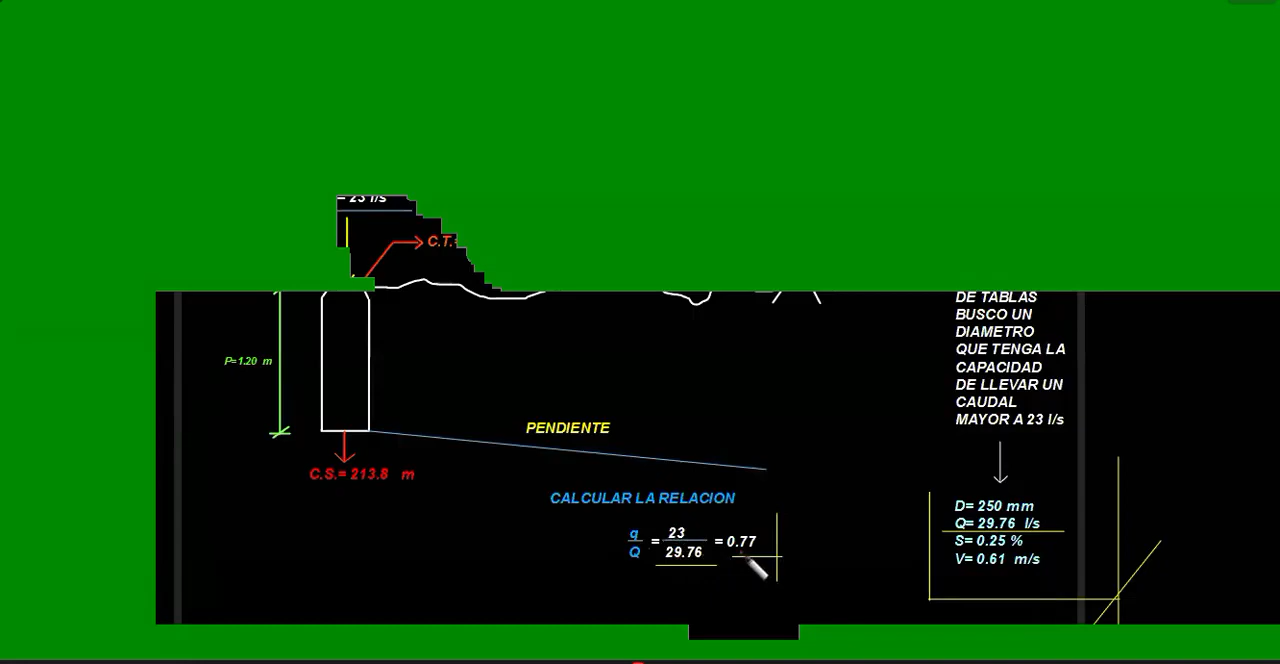 = 23 l/s
C.T.
P=1.20 m
C.S.= 213.8 m
PENDIENTE
CALCULAR LA RELACION
q = 23 = 0.77
Q 29.76
DE TABLAS
BUSCO UN
DIAMETRO
QUE TENGA LA
CAPACIDAD
DE LLEVAR UN
CAUDAL
MAYOR A 23 l/s
D= 250 mm
Q= 29.76 l/s
S= 0.25 %
V= 0.61 m/s